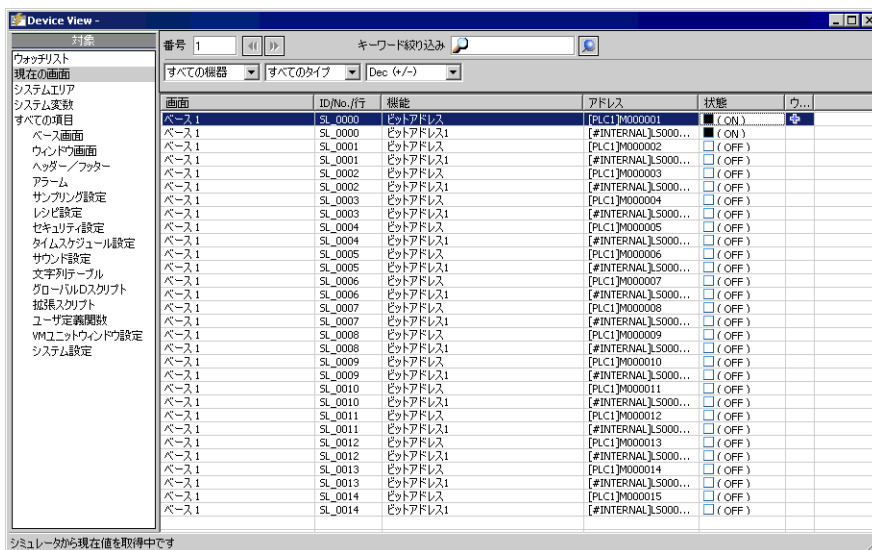 Device View -
対象
番号 1 キーワード絞り込み
すべての機器 すべてのタイプ Dec (+/-)
ウォッチリスト
現在の画面
システムエリア
システム変数
すべての項目
ベース画面
ウィンドウ画面
ヘッダー／フッター
アラーム
サンプリング設定
レシピ設定
セキュリティ設定
タイムスケジュール設定
サウンド設定
文字列テーブル
グローバルDスクリプト
拡張スクリプト
ユーザ定義関数
VMユニットウィンドウ設定
システム設定
画面 ID/No./行 機能 アドレス 状態 ウ...
ベース 1 SL_0000 ビットアドレス [PLC1]M000001 ( ON )
ベース 1 SL_0000 ビットアドレス1 [#INTERNAL]LS000... ( ON )
ベース 1 SL_0001 ビットアドレス [PLC1]M000002 ( OFF )
ベース 1 SL_0001 ビットアドレス1 [#INTERNAL]LS000... ( OFF )
ベース 1 SL_0002 ビットアドレス [PLC1]M000003 ( OFF )
ベース 1 SL_0002 ビットアドレス1 [#INTERNAL]LS000... ( OFF )
ベース 1 SL_0003 ビットアドレス [PLC1]M000004 ( OFF )
ベース 1 SL_0003 ビットアドレス1 [#INTERNAL]LS000... ( OFF )
ベース 1 SL_0004 ビットアドレス [PLC1]M000005 ( OFF )
ベース 1 SL_0004 ビットアドレス1 [#INTERNAL]LS000... ( OFF )
ベース 1 SL_0005 ビットアドレス [PLC1]M000006 ( OFF )
ベース 1 SL_0005 ビットアドレス1 [#INTERNAL]LS000... ( OFF )
ベース 1 SL_0006 ビットアドレス [PLC1]M000007 ( OFF )
ベース 1 SL_0006 ビットアドレス1 [#INTERNAL]LS000... ( OFF )
ベース 1 SL_0007 ビットアドレス [PLC1]M000008 ( OFF )
ベース 1 SL_0007 ビットアドレス1 [#INTERNAL]LS000... ( OFF )
ベース 1 SL_0008 ビットアドレス [PLC1]M000009 ( OFF )
ベース 1 SL_0008 ビットアドレス1 [#INTERNAL]LS000... ( OFF )
ベース 1 SL_0009 ビットアドレス [PLC1]M000010 ( OFF )
ベース 1 SL_0009 ビットアドレス1 [#INTERNAL]LS000... ( OFF )
ベース 1 SL_0010 ビットアドレス [PLC1]M000011 ( OFF )
ベース 1 SL_0010 ビットアドレス1 [#INTERNAL]LS000... ( OFF )
ベース 1 SL_0011 ビットアドレス [PLC1]M000012 ( OFF )
ベース 1 SL_0011 ビットアドレス1 [#INTERNAL]LS000... ( OFF )
ベース 1 SL_0012 ビットアドレス [PLC1]M000013 ( OFF )
ベース 1 SL_0012 ビットアドレス1 [#INTERNAL]LS000... ( OFF )
ベース 1 SL_0013 ビットアドレス [PLC1]M000014 ( OFF )
ベース 1 SL_0013 ビットアドレス1 [#INTERNAL]LS000... ( OFF )
ベース 1 SL_0014 ビットアドレス [PLC1]M000015 ( OFF )
ベース 1 SL_0014 ビットアドレス1 [#INTERNAL]LS000... ( OFF )
シミュレータから現在値を取得中です